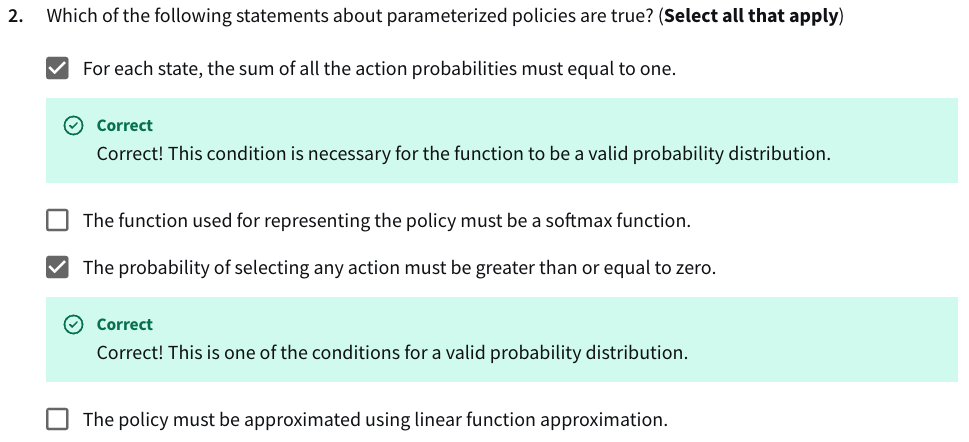 2. Which of the following statements about parameterized policies are true? (Select all that apply)
For each state, the sum of all the action probabilities must equal to one.
Correct
Correct! This condition is necessary for the function to be a valid probability distribution.
The function used for representing the policy must be a softmax function.
The probability of selecting any action must be greater than or equal to zero.
Correct
Correct! This is one of the conditions for a valid probability distribution.
The policy must be approximated using linear function approximation.